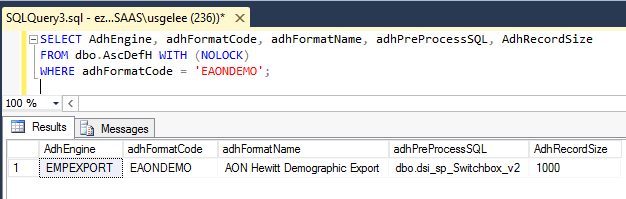 SQLQuery3.sql - ez...SAAS\usgelee (236))*
SELECT AdhEngine, adhFormatCode, adhFormatName, adhPreProcessSQL, AdhRecordSize
FROM dbo.AscDefH WITH (NOLOCK)
WHERE adhFormatCode = 'EAONDEMO';
100 %
Results Messages
AdhEngine adhFormatCode adhFormatName adhPreProcessSQL AdhRecordSize
1 EMPEXPORT EAONDEMO AON Hewitt Demographic Export dbo.dsi_sp_Switchbox_v2 1000